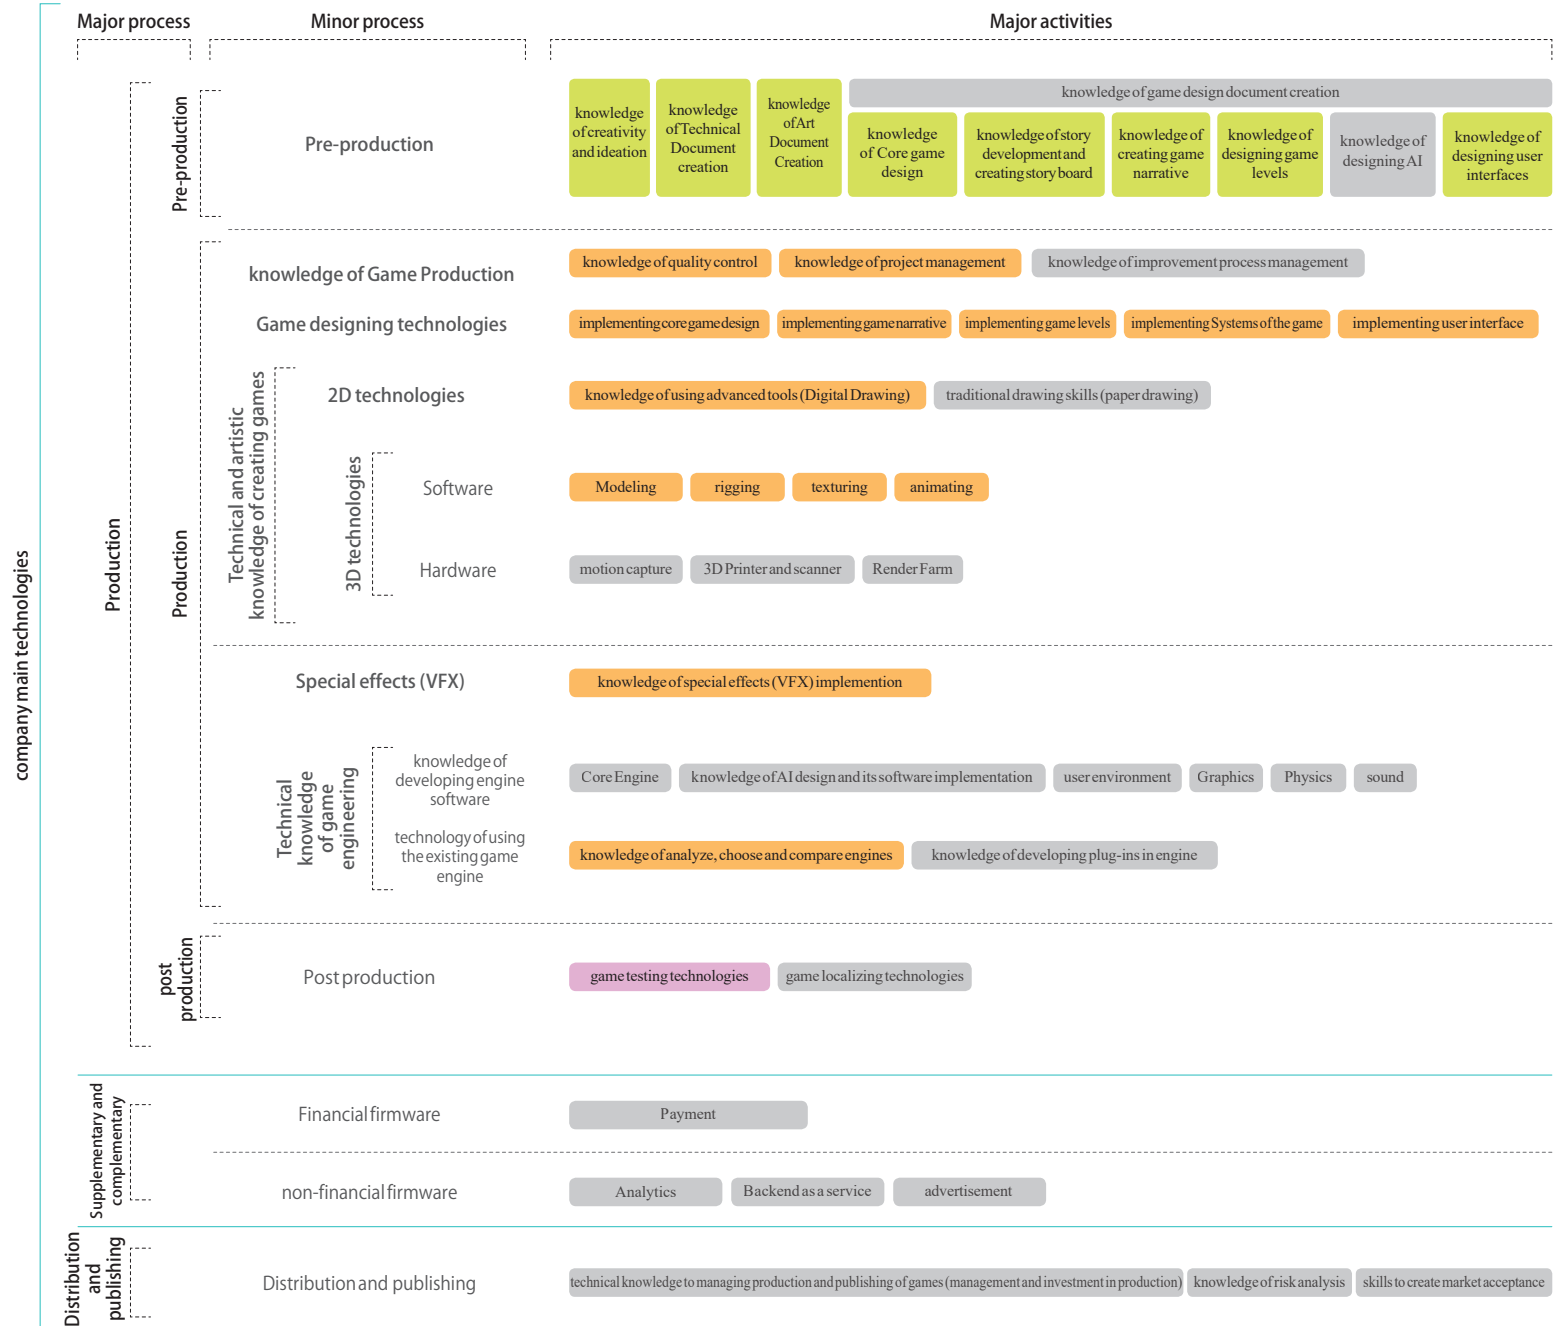 Major process
Minor process
Major activities
company main technologies
Production
Pre-production
Pre-production
knowledge
of creativity
and ideation
knowledge
of Technical
Document
creation
knowledge
of Art
Document
Creation
knowledge of game design document creation
knowledge
of Core game
design
knowledge of story
development and
creating story board
knowledge of
creating game
narrative
knowledge of
designing game
levels
knowledge of
designing AI
knowledge of
designing user
interfaces
Production
knowledge of Game Production
knowledge of quality control
knowledge of project management
knowledge of improvement process management
Game designing technologies
implementing core game design
implementing game narrative
implementing game levels
implementing Systems of the game
implementing user interface
Technical and artistic
knowledge of creating games
2D technologies
knowledge of using advanced tools (Digital Drawing)
traditional drawing skills (paper drawing)
3D technologies
Software
Modeling
rigging
texturing
animating
Hardware
motion capture
3D Printer and scanner
Render Farm
Special effects (VFX)
knowledge of special effects (VFX) implemention
Technical
knowledge
of game
engineering
knowledge of
developing engine
software
Core Engine
knowledge of AI design and its software implementation
user environment
Graphics
Physics
sound
technology of using
the existing game
engine
knowledge of analyze, choose and compare engines
knowledge of developing plug-ins in engine
post
production
Post production
game testing technologies
game localizing technologies
Supplementary and
complementary
Financial firmware
Payment
non-financial firmware
Analytics
Backend as a service
advertisement
Distribution
and
publishing
Distribution and publishing
technical knowledge to managing production and publishing of games (management and investment in production)
knowledge of risk analysis
skills to create market acceptance